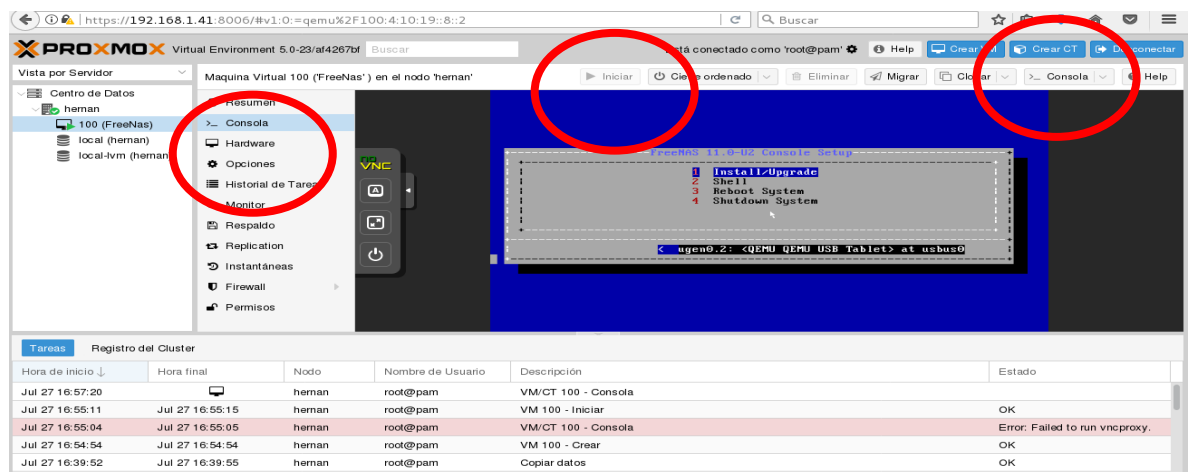 https://192.168.1.41:8006/#v1:0:=qemu%2F100:4:10:19::8::2 Buscar
PROXMOX Virtual Environment 5.0-23/af4267bf Buscar Está conectado como 'root@pam' Help Crear VM Crear CT Desconectar
Vista por Servidor Maquina Virtual 100 ('FreeNas' ) en el nodo 'hernan' Iniciar Cierre ordenado Eliminar Migrar Clonar Consola Help
Centro de Datos
hernan
100 (FreeNas)
local (hernan)
local-lvm (hernan
Resumen
Consola
Hardware
Opciones
Historial de Tareas
Monitor
Respaldo
Replication
Instantáneas
Firewall
Permisos
VNC
A
FreeNAS 11.0-U2 Console Setup
1 Install/Upgrade
2 Shell
3 Reboot System
4 Shutdown System
< ugen0.2: <QEMU QEMU USB Tablet> at usbus0
Tareas Registro del Cluster
Hora de inicio ↓ Hora final Nodo Nombre de Usuario Descripción Estado
Jul 27 16:57:20 hernan root@pam VM/CT 100 - Consola
Jul 27 16:55:11 Jul 27 16:55:15 hernan root@pam VM 100 - Iniciar OK
Jul 27 16:55:04 Jul 27 16:55:05 hernan root@pam VM/CT 100 - Consola Error: Failed to run vncproxy.
Jul 27 16:54:54 Jul 27 16:54:54 hernan root@pam VM 100 - Crear OK
Jul 27 16:39:52 Jul 27 16:39:55 hernan root@pam Copiar datos OK